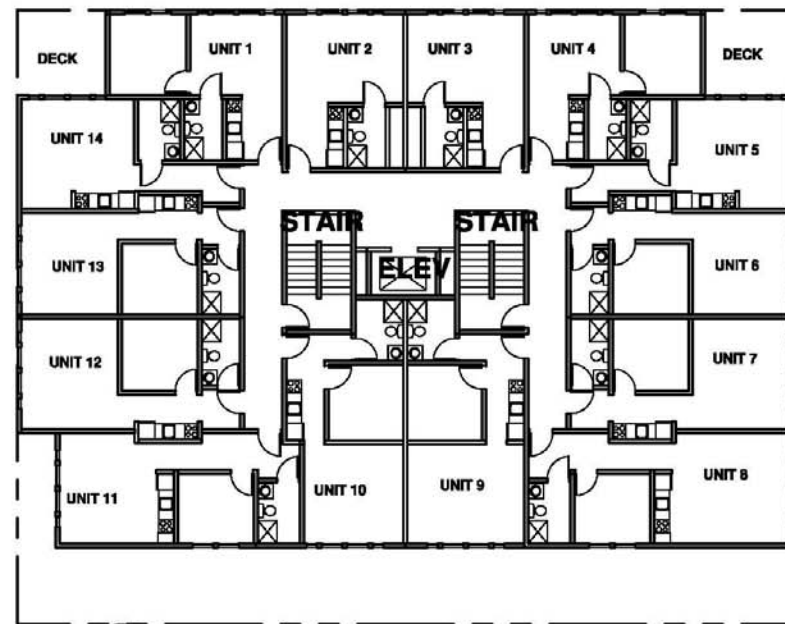 UNIT 1
UNIT 2
UNIT 3
UNIT 4
DECK
DECK
UNIT 14
UNIT 5
STAIR
STAIR
ELEV
UNIT 13
UNIT 6
UNIT 12
UNIT 7
UNIT 11
UNIT 10
UNIT 9
UNIT 8